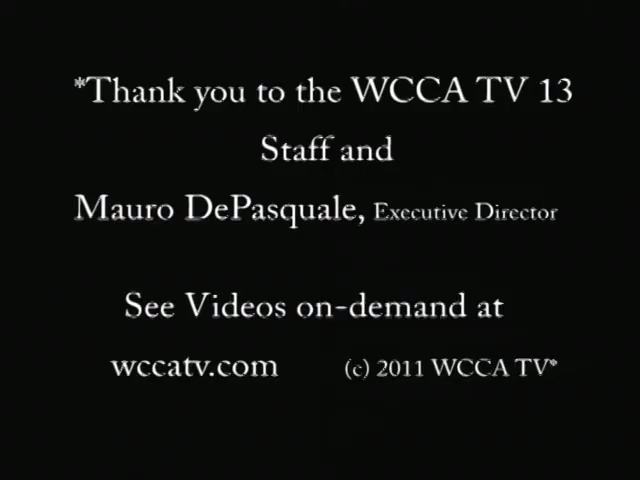 *Thank you to the WCCA TV 13
Staff and
Mauro DePasquale, Executive Director
See Videos on-demand at
wccatv.com (c) 2011 WCCA TV*